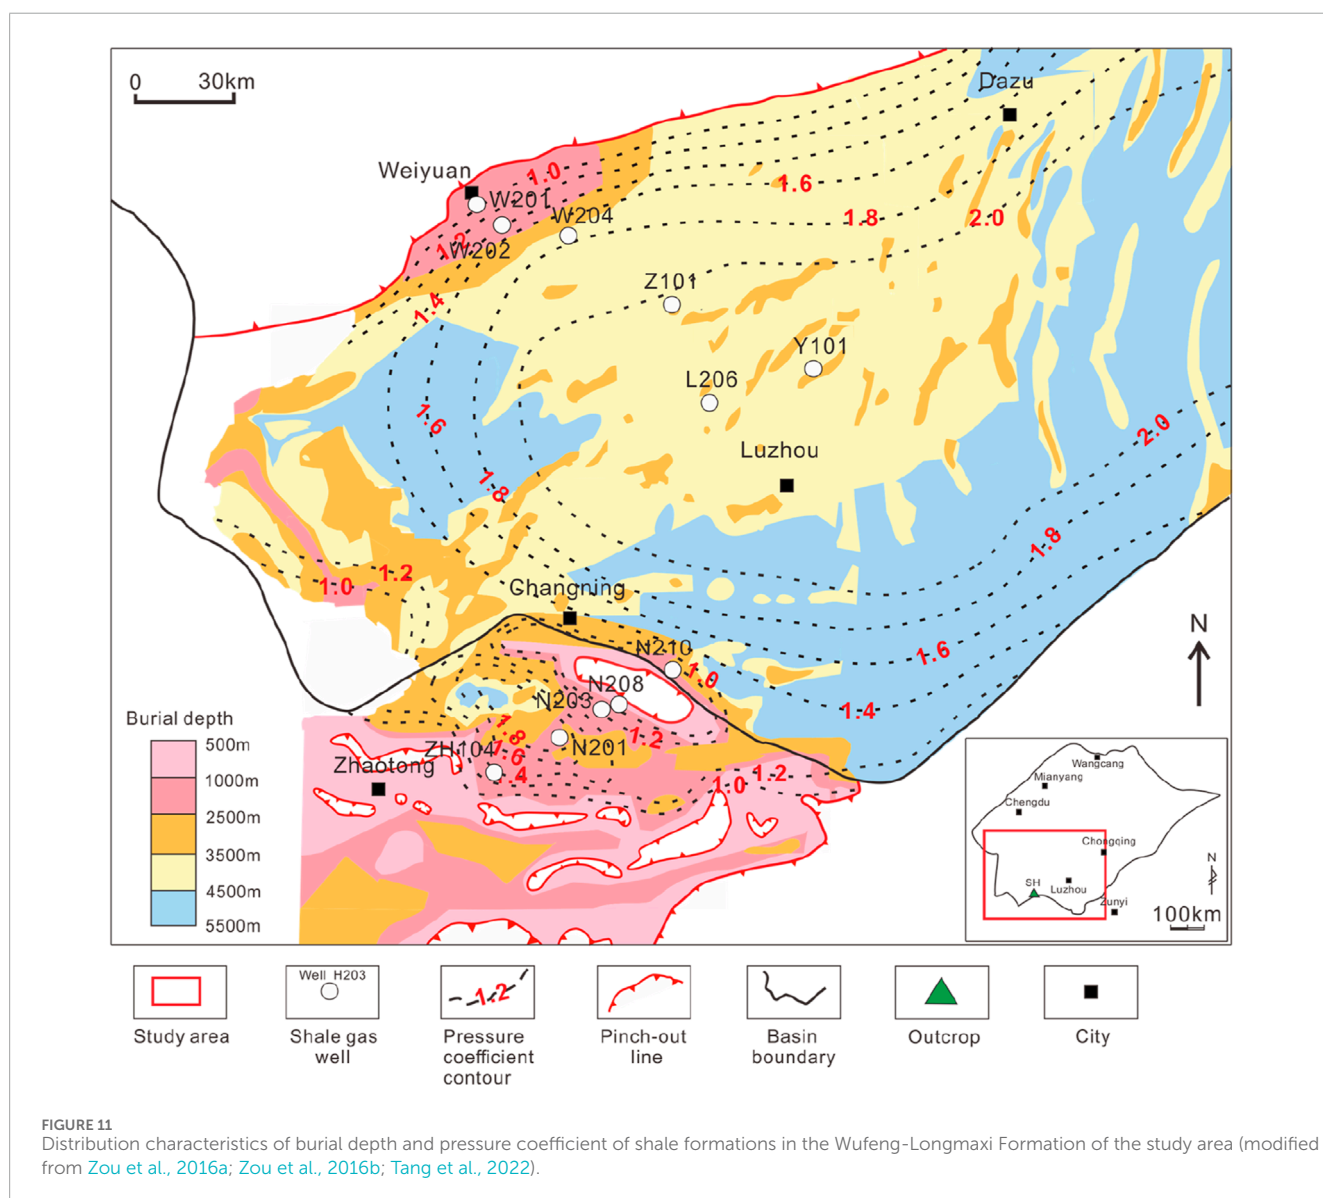 0 30km
Dazu
Weiyuan
1.0
1.6
W201
W204
1.8
2.0
1.2
W202
Z101
1.4
Y101
L206
1.6
2.0
Luzhou
1.8
1.8
1.2
1.0
Changning
N
N210
1.6
1.0
N208
N203
1.4
Burial depth
1.8
1.2
500m
ZH104
1.6
N201
Zhaotong
1.4
1.0
1.2
1000m
2500m
3500m
4500m
5500m
Wangcang
Mianyang
Chengdu
Chongqing
N
SH
Luzhou
Zunyi
100km
Well H203
1.2
Study area
Shale gas
well
Pressure
coefficient
contour
Pinch-out
line
Basin
boundary
Outcrop
City
FIGURE 11
Distribution characteristics of burial depth and pressure coefficient of shale formations in the Wufeng-Longmaxi Formation of the study area (modified
from Zou et al., 2016a; Zou et al., 2016b; Tang et al., 2022).